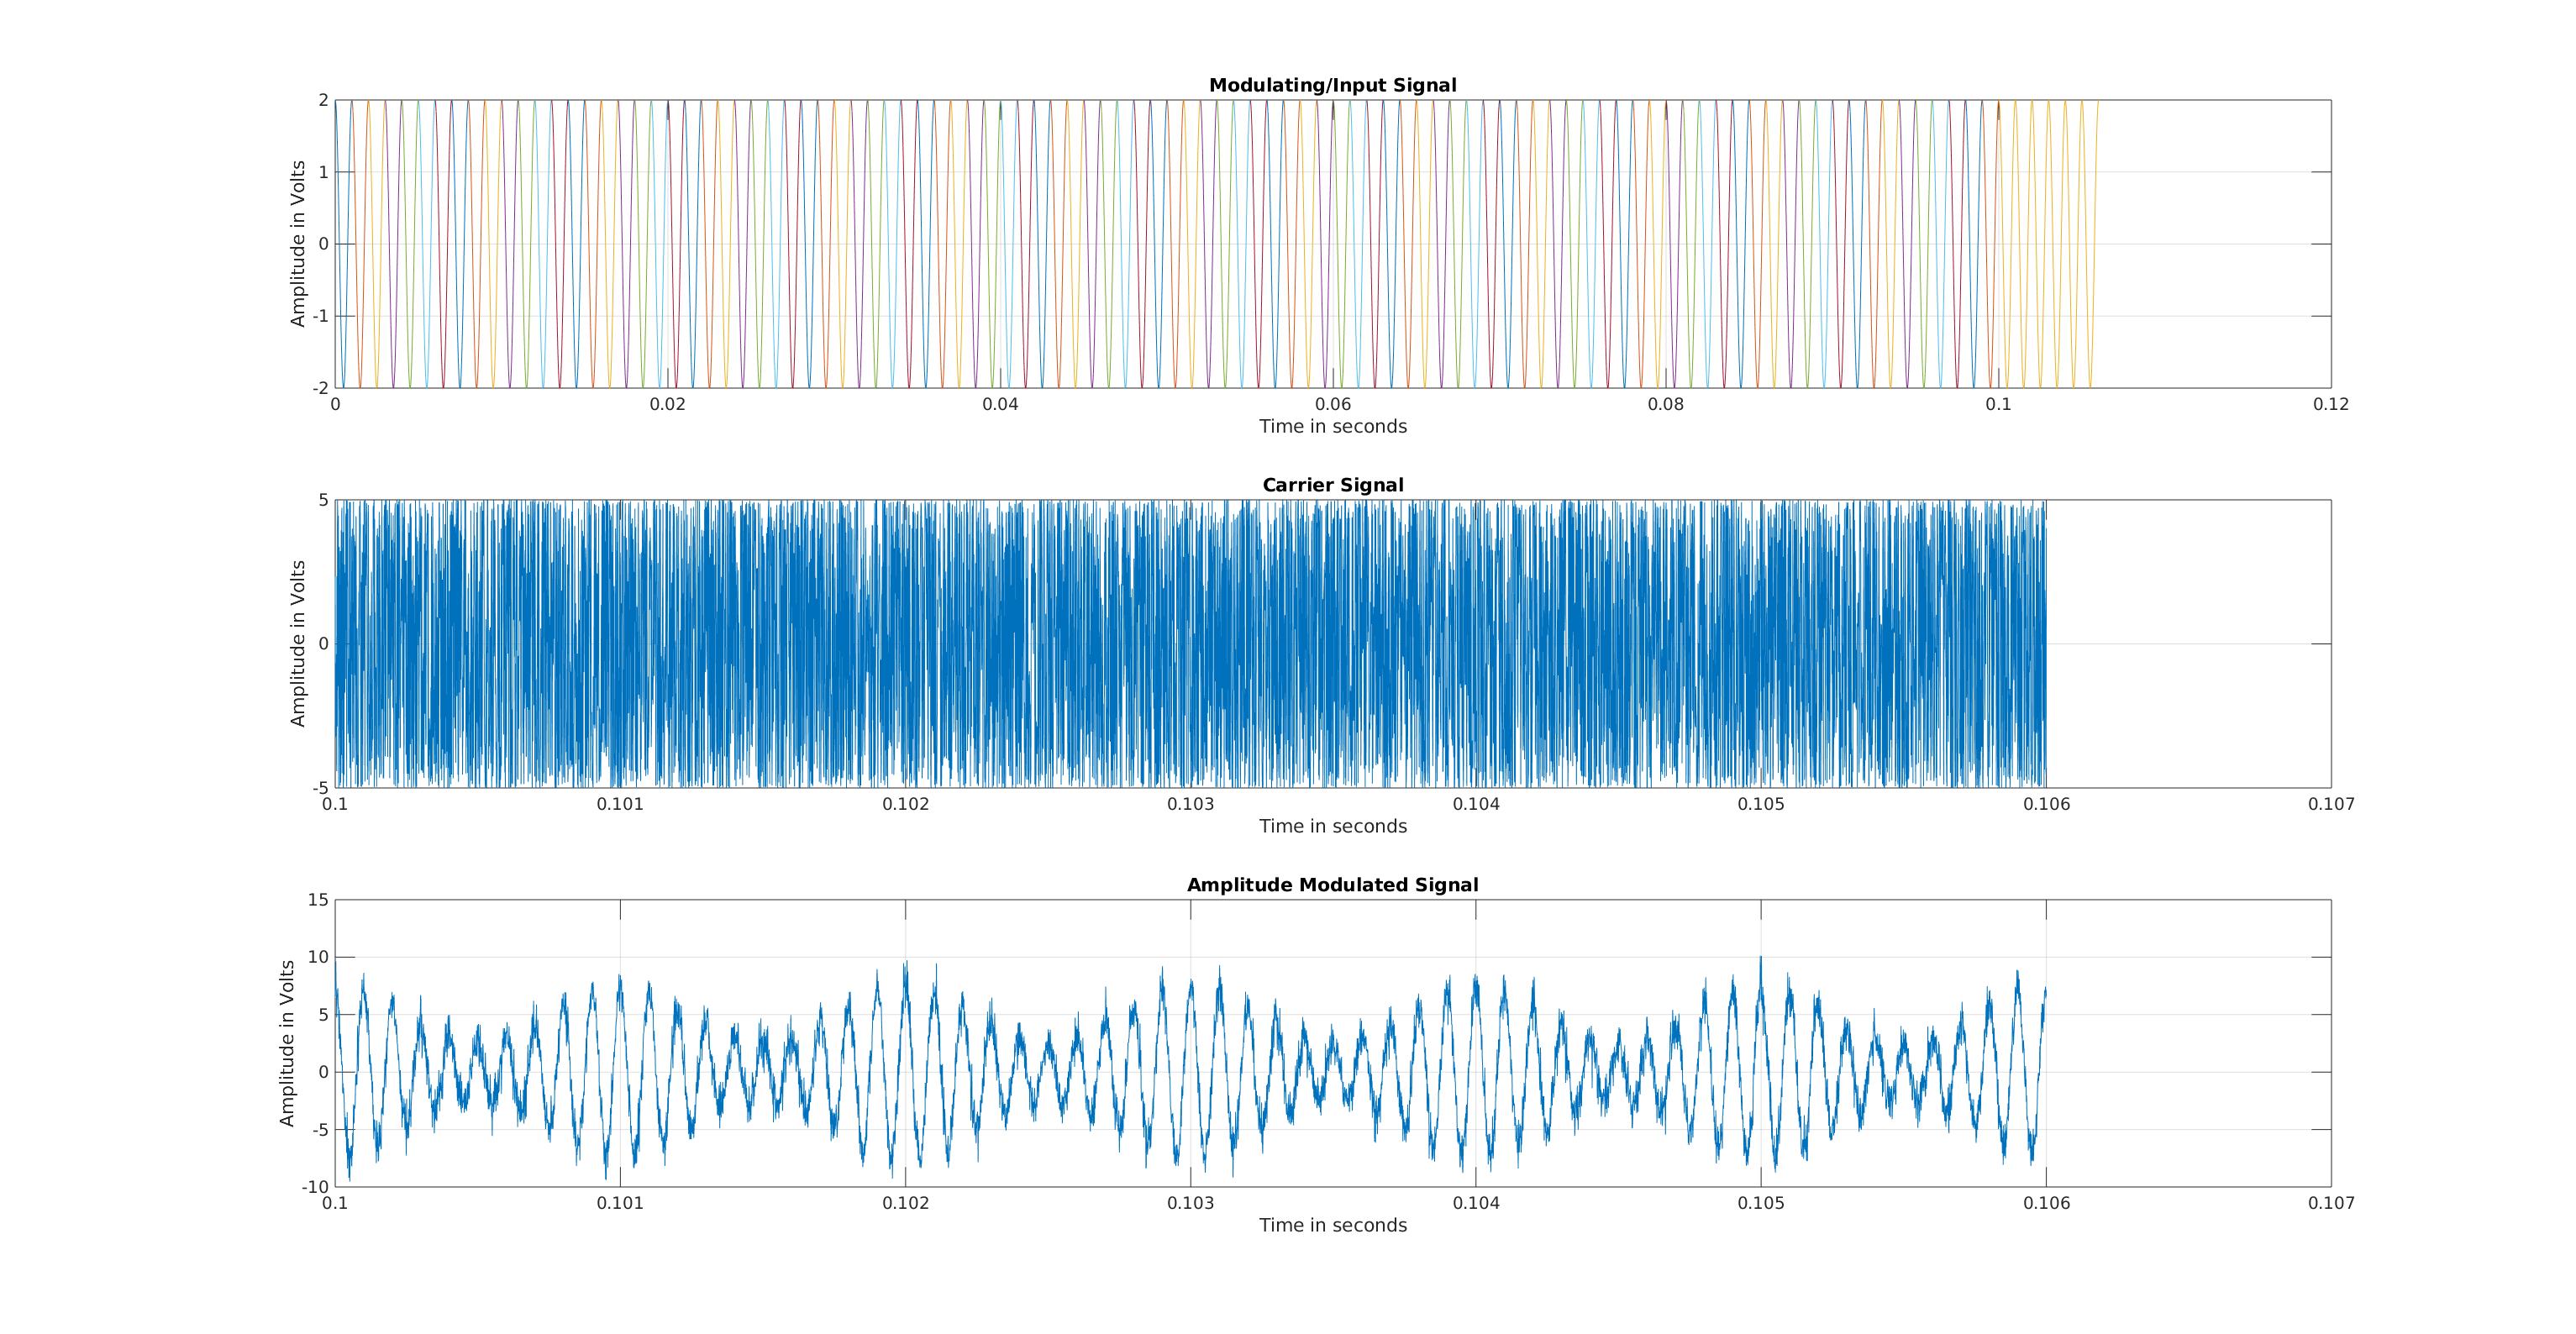 Modulating/Input Signal
Amplitude in Volts
2
1
0
-1
-2
0 0.02 0.04 0.06 0.08 0.1 0.12
Time in seconds
Carrier Signal
Amplitude in Volts
5
0
-5
0.1 0.101 0.102 0.103 0.104 0.105 0.106 0.107
Time in seconds
Amplitude Modulated Signal
Amplitude in Volts
15
10
5
0
-5
-10
0.1 0.101 0.102 0.103 0.104 0.105 0.106 0.107
Time in seconds